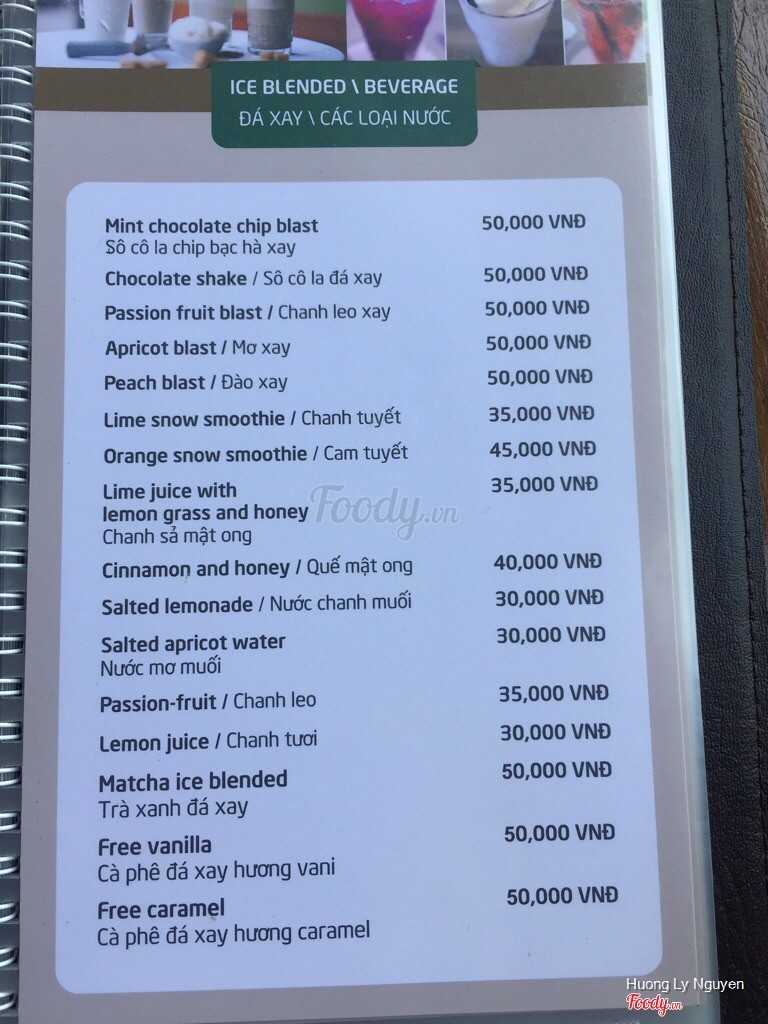 ICE BLENDED \ BEVERAGE
ĐÁ XAY \ CÁC LOẠI NƯỚC
Mint chocolate chip blast 50,000 VNĐ
Sô cô la chip bạc hà xay
Chocolate shake / Sô cô la đá xay 50,000 VNĐ
Passion fruit blast / Chanh leo xay 50,000 VNĐ
Apricot blast / Mơ xay 50,000 VNĐ
Peach blast / Đào xay 50,000 VNĐ
Lime snow smoothie / Chanh tuyết 35,000 VNĐ
Orange snow smoothie / Cam tuyết 45,000 VNĐ
Lime juice with 35,000 VNĐ
lemon grass and honey
Chanh sả mật ong
Foody.vn
Cinnamon and honey / Quế mật ong 40,000 VNĐ
Salted lemonade / Nước chanh muối 30,000 VNĐ
Salted apricot water 30,000 VNĐ
Nước mơ muối
Passion-fruit / Chanh leo 35,000 VNĐ
Lemon juice / Chanh tươi 30,000 VNĐ
Matcha ice blended 50,000 VNĐ
Trà xanh đá xay
Free vanilla 50,000 VNĐ
Cà phê đá xay hương vani
Free caramel 50,000 VNĐ
Cà phê đá xay hương caramel
Huong Ly Nguyen
Foody.vn